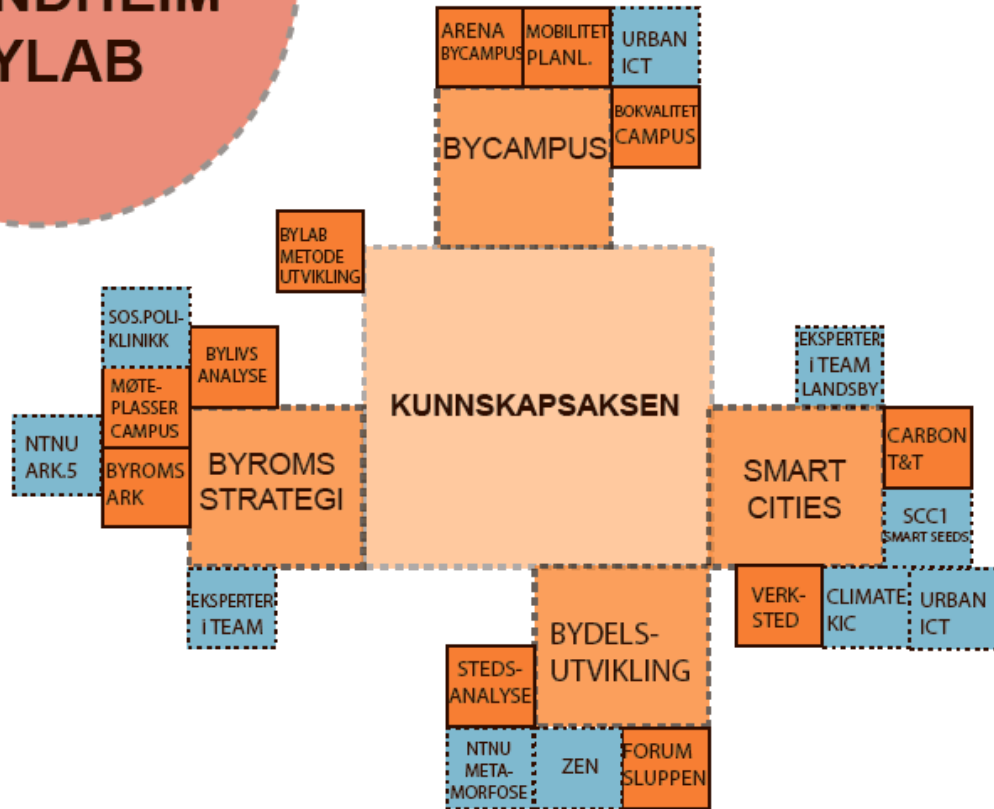 NDHEIM
YLAB
ARENA
BYCAMPUS
MOBILITET
PLANL.
URBAN
ICT
BYCAMPUS
BOKVALITET
CAMPUS
BYLAB
METODE
UTVIKLING
KUNNSKAPSAKSEN
SOS.POLI-
KLINIKK
BYLIVS
ANALYSE
MØTE-
PLASSER
CAMPUS
NTNU
ARK.5
BYROMS
ARK
BYROMS
STRATEGI
EKSPERTER
i TEAM
EKSPERTER
i TEAM
LANDSBY
SMART
CITIES
CARBON
T&T
SCC1
SMART SEEDS
VERK-
STED
CLIMATE
KIC
URBAN
ICT
BYDELS-
UTVIKLING
STEDS-
ANALYSE
NTNU
META-
MORFOSE
ZEN
FORUM
SLUPPEN